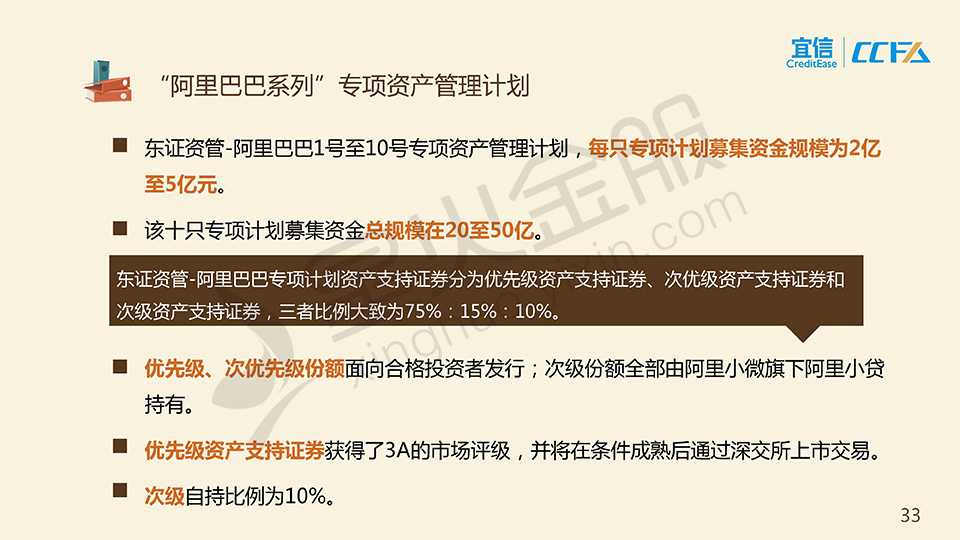 宜信
CreditEase
CCFA
“阿里巴巴系列”专项资产管理计划
东证资管-阿里巴巴1号至10号专项资产管理计划，每只专项计划募集资金规模为2亿
至5亿元。
该十只专项计划募集资金总规模在20至50亿。
东证资管-阿里巴巴专项计划资产支持证券分为优先级资产支持证券、次优级资产支持证券和
次级资产支持证券，三者比例大致为75%：15%：10%。
优先级、次优先级份额面向合格投资者发行；次级份额全部由阿里小微旗下阿里小贷
持有。
优先级资产支持证券获得了3A的市场评级，并将在条件成熟后通过深交所上市交易。
次级自持比例为10%。
星火金服
xinghuoyixin.com
33